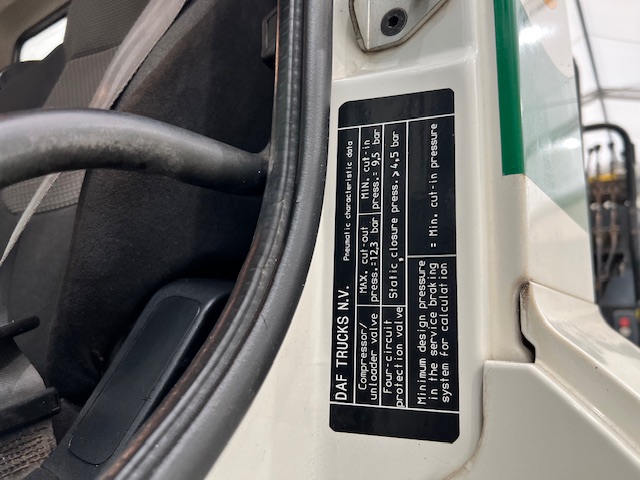 DAF TRUCKS N.V. Pneumatic characteristic data
Compressor/ MAX. cut-out MIN. cut-in
unloader valve press.=12,3 bar press.= 9,5 bar
Four-circuit Static closure press. > 4,5 bar
protection valve
Minimum design pressure
in the service braking = Min. cut-in pressure
system for calculation